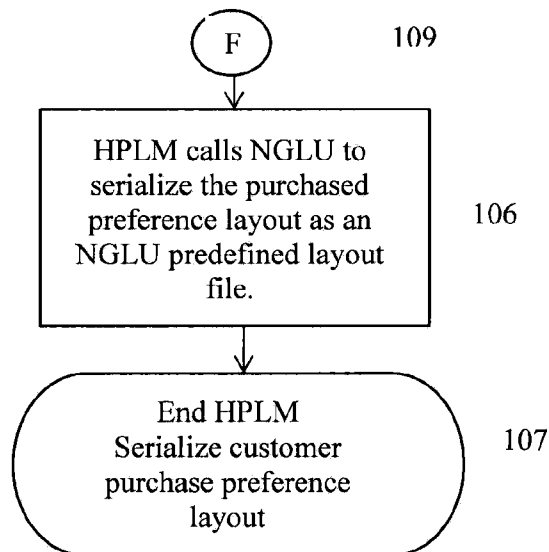 F
109
HPLM calls NGLU to
serialize the purchased
preference layout as an
NGLU predefined layout
file.
106
End HPLM
Serialize customer
purchase preference
layout
107